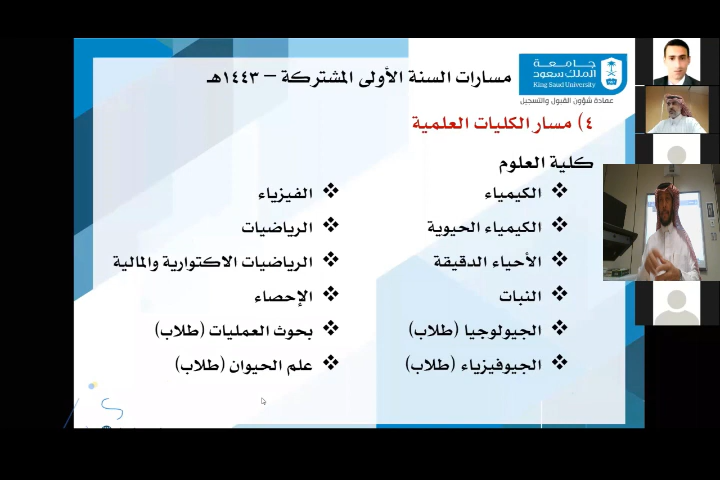 جامعة
الملك سعود
King Saud University
عمادة شؤون القبول والتسجيل
مسارات السنة الأولى المشتركة – ١٤٤٣هـ
٤) مسار الكليات العلمية
كلية العلوم
❖ الكيمياء
❖ الكيمياء الحيوية
❖ الأحياء الدقيقة
❖ النبات
❖ الجيولوجيا (طلاب)
❖ الجيوفيزياء (طلاب)
❖ الفيزياء
❖ الرياضيات
❖ الرياضيات الاكتوارية والمالية
❖ الإحصاء
❖ بحوث العمليات (طلاب)
❖ علم الحيوان (طلاب)